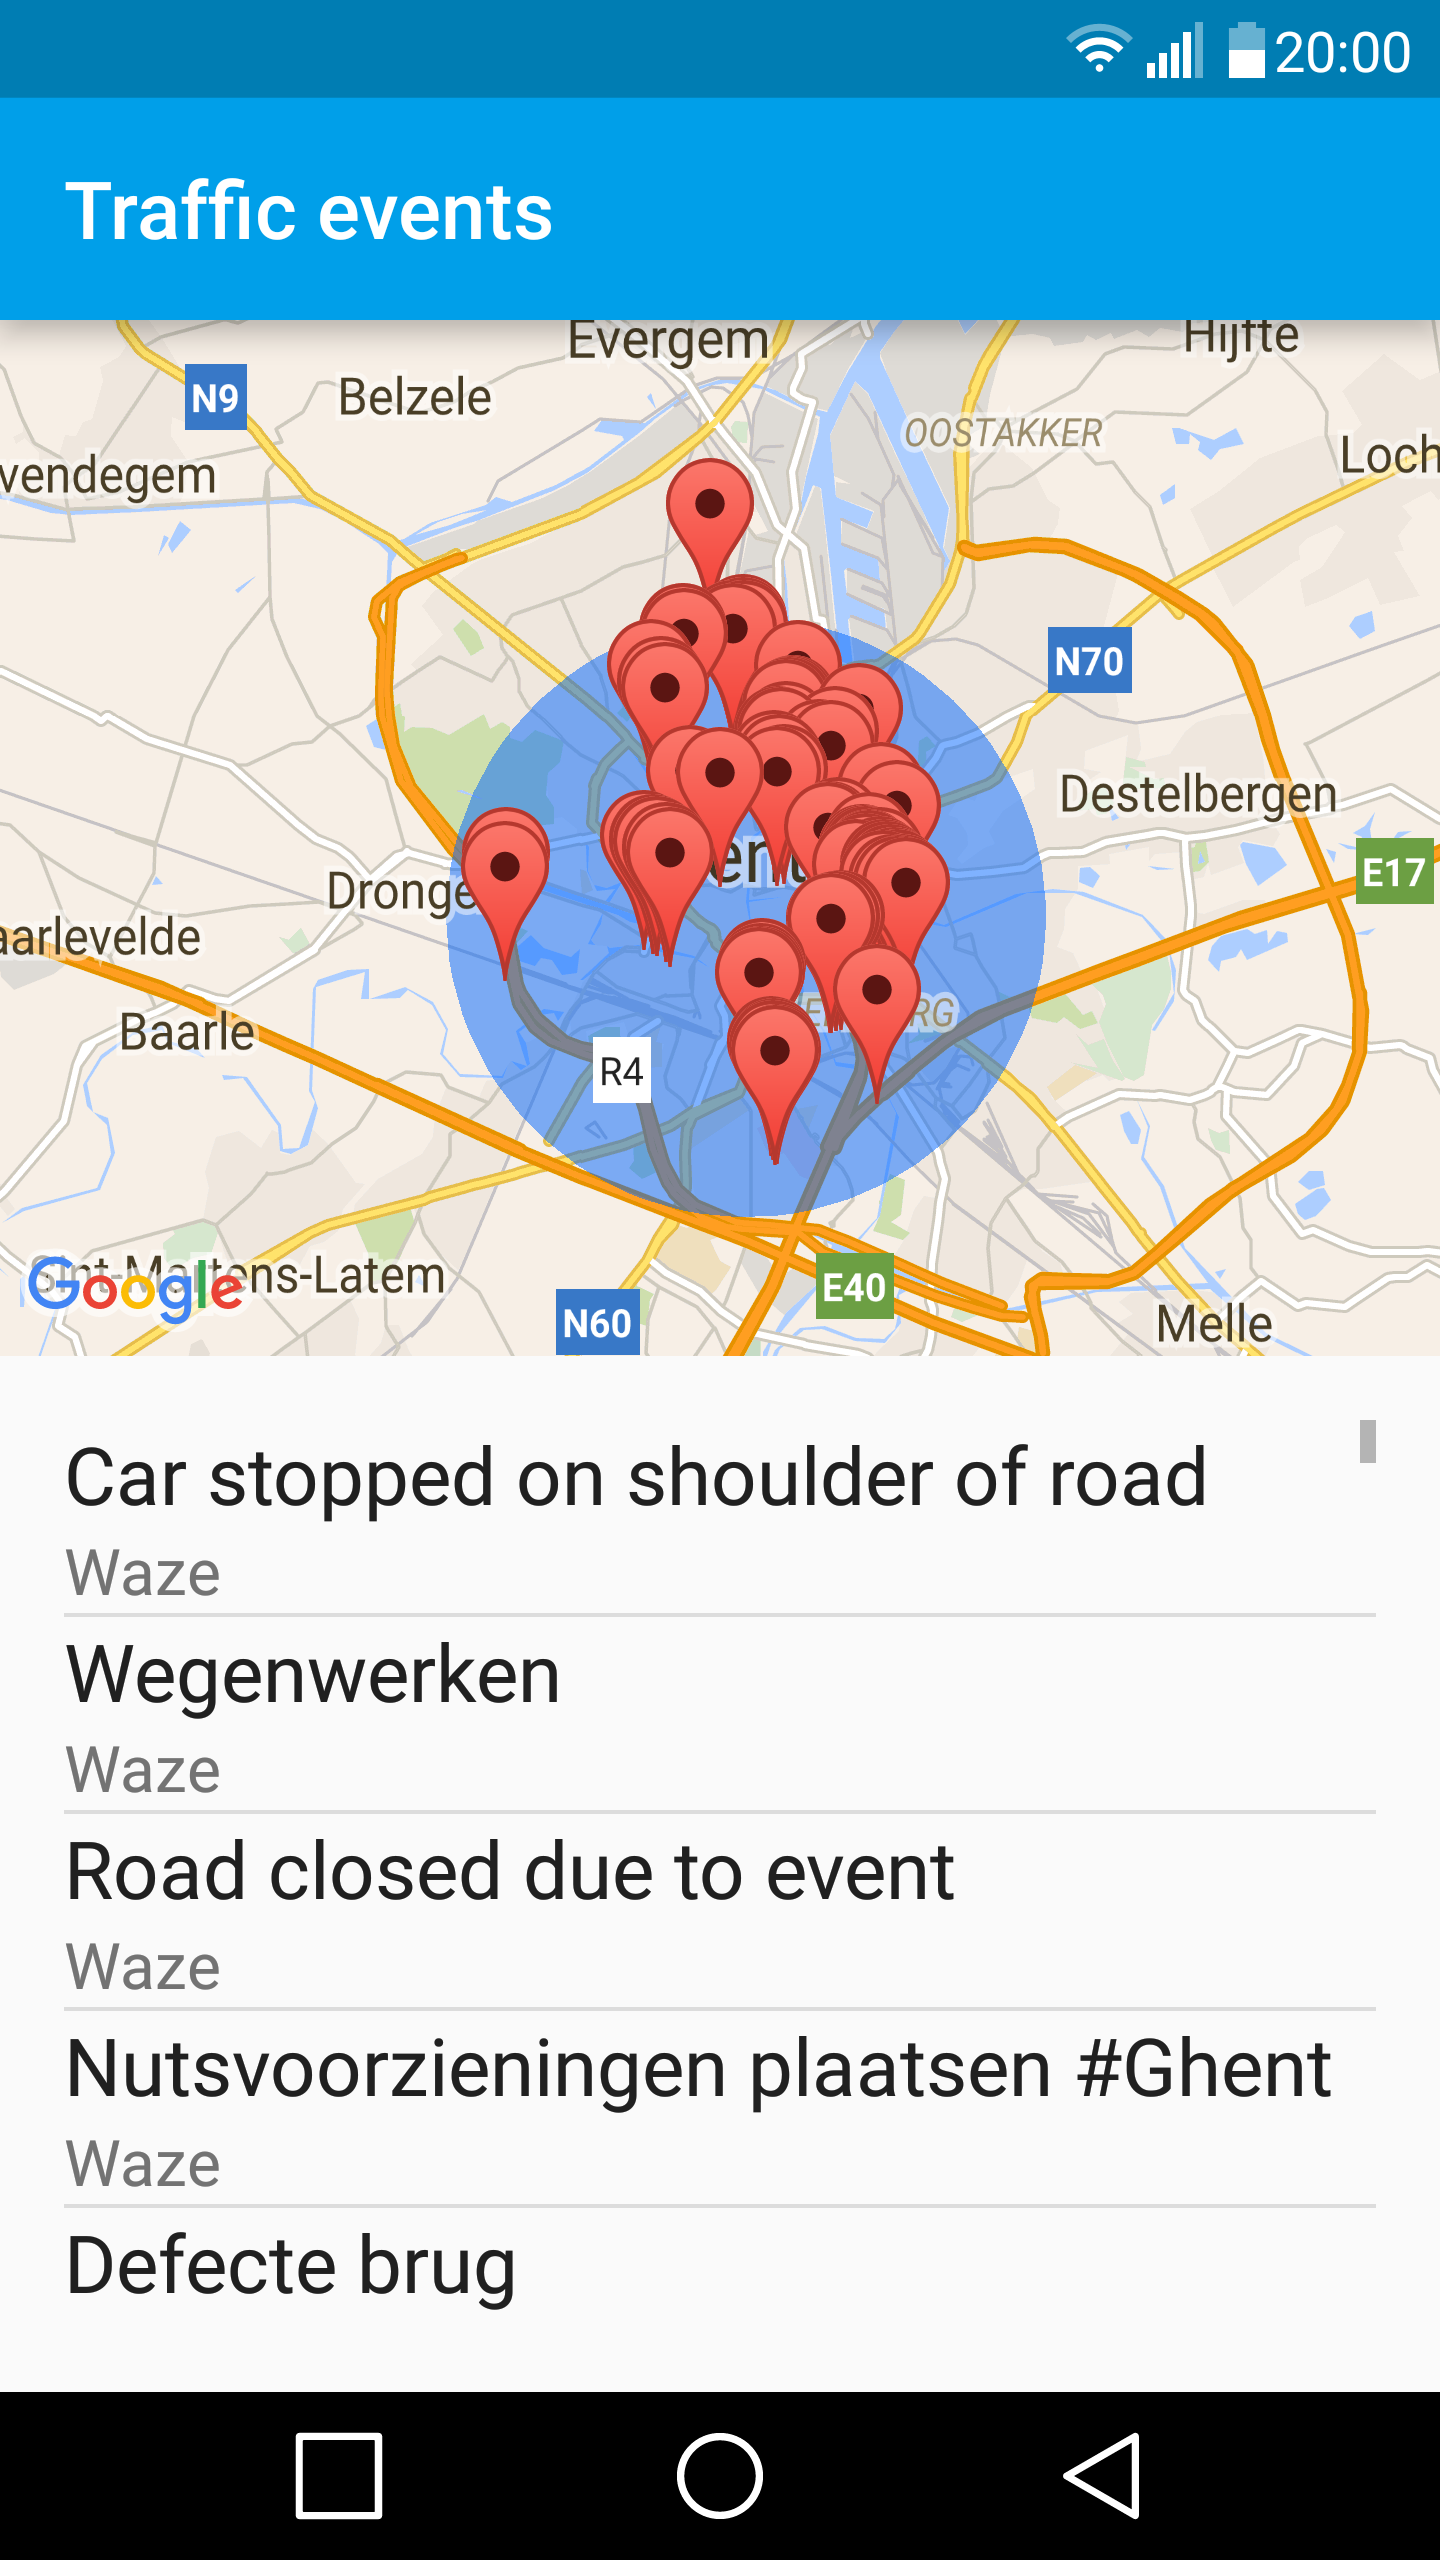 20:00
Traffic events
Evergem
Hijfte
N9
Belzele
OOSTAKKER
Loch
vendegem
N70
Destelbergen
ent
E17
Dronge
aarlevelde
Baarle
RG
R4
Sint-Martens-Latem
Google
E40
N60
Melle
Car stopped on shoulder of road
Waze
Wegenwerken
Waze
Road closed due to event
Waze
Nutsvoorzieningen plaatsen #Ghent
Waze
Defecte brug